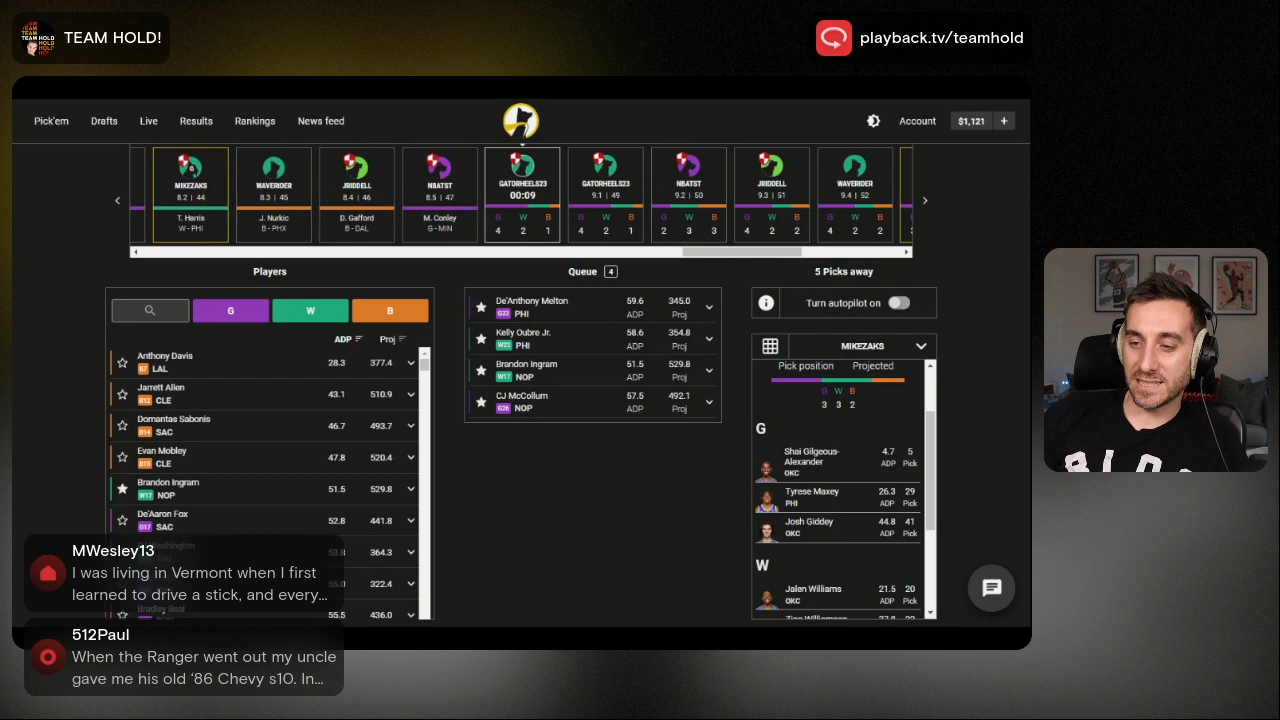 TEAM HOLD!
playback.tv/teamhold
Pick'em Drafts Live Results Rankings News feed
Account $1,121 +
MIKEZAKS WAVERIDER JRIDDELL NBATST GATORHEELS23 GATORHEELS23 NBATST JRIDDELL WAVERIDER
8.2 | 44 8.3 | 45 8.4 | 46 8.5 | 47 00:09 9.1 | 49 9.2 | 50 9.3 | 51 9.4 | 52
T. Harris J. Nurkic D. Gafford M. Conley G W B G W B G W B G W B G W B
W - PHI B - PHX B - DAL G - MIN 4 2 1 4 2 1 2 3 3 4 2 2 4 2 2
Players
G W B
ADP Proj
Anthony Davis 28.3 377.4
B7 LAL
Jarrett Allen 43.1 510.9
B12 CLE
Domantas Sabonis 46.7 493.7
B14 SAC
Evan Mobley 47.8 520.4
B15 CLE
Brandon Ingram 51.5 529.8
W17 NOP
De'Aaron Fox 52.8 441.8
G17 SAC
53.8 364.3
55.0 322.4
Bradley Beal 55.5 436.0
Queue 4
De'Anthony Melton 59.6 345.0
G23 PHI ADP Proj
Kelly Oubre Jr. 58.6 354.8
W22 PHI ADP Proj
Brandon Ingram 51.5 529.8
W17 NOP ADP Proj
CJ McCollum 57.5 492.1
G26 NOP ADP Proj
5 Picks away
Turn autopilot on
MIKEZAKS
Pick position Projected
G W B
3 3 2
G
Shai Gilgeous- 4.7 5
Alexander ADP Pick
OKC
Tyrese Maxey 26.3 29
PHI ADP Pick
Josh Giddey 44.8 41
OKC ADP Pick
W
Jalen Williams 21.5 20
OKC ADP Pick
MWesley13
I was living in Vermont when I first
learned to drive a stick, and every...
512Paul
When the Ranger went out my uncle
gave me his old ‘86 Chevy s10. In...